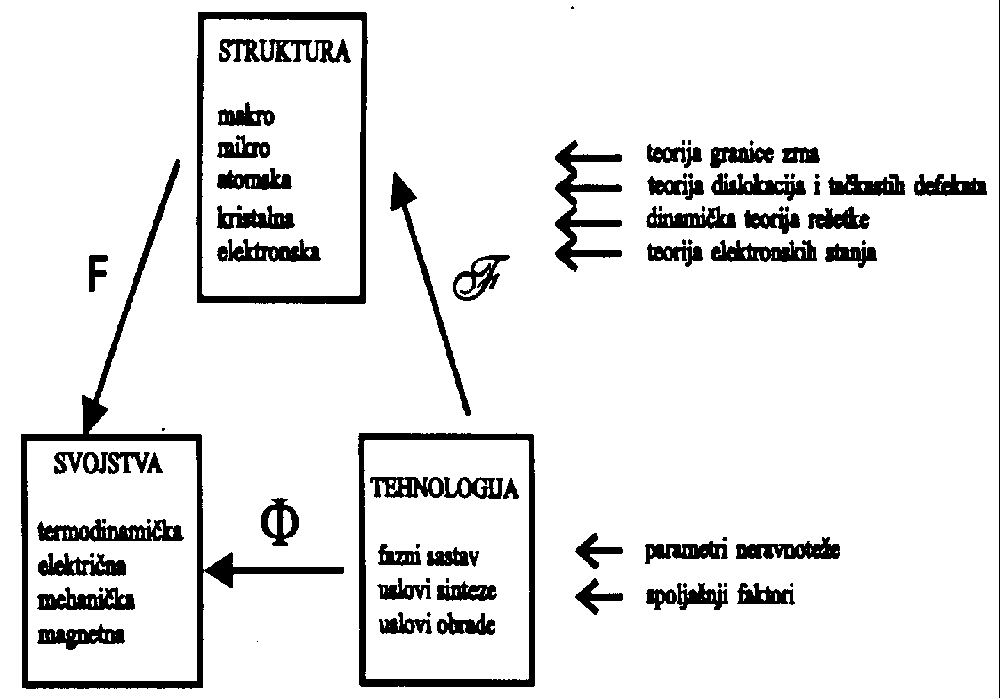 STRUKTURA
makro
mikro
atomska
kristalna
elektronska
teorija granice zrna
teorija dislokacija i tačkastih defekata
dinamička teorija rešetke
teorija elektronskih stanja
F
ℱ
SVOJSTVA
termodinamička
električna
mehanička
magnetna
Φ
TEHNOLOGIJA
fazni sastav
uslovi sinteze
uslovi obrade
parametri neravnoteže
spoljašnji faktori